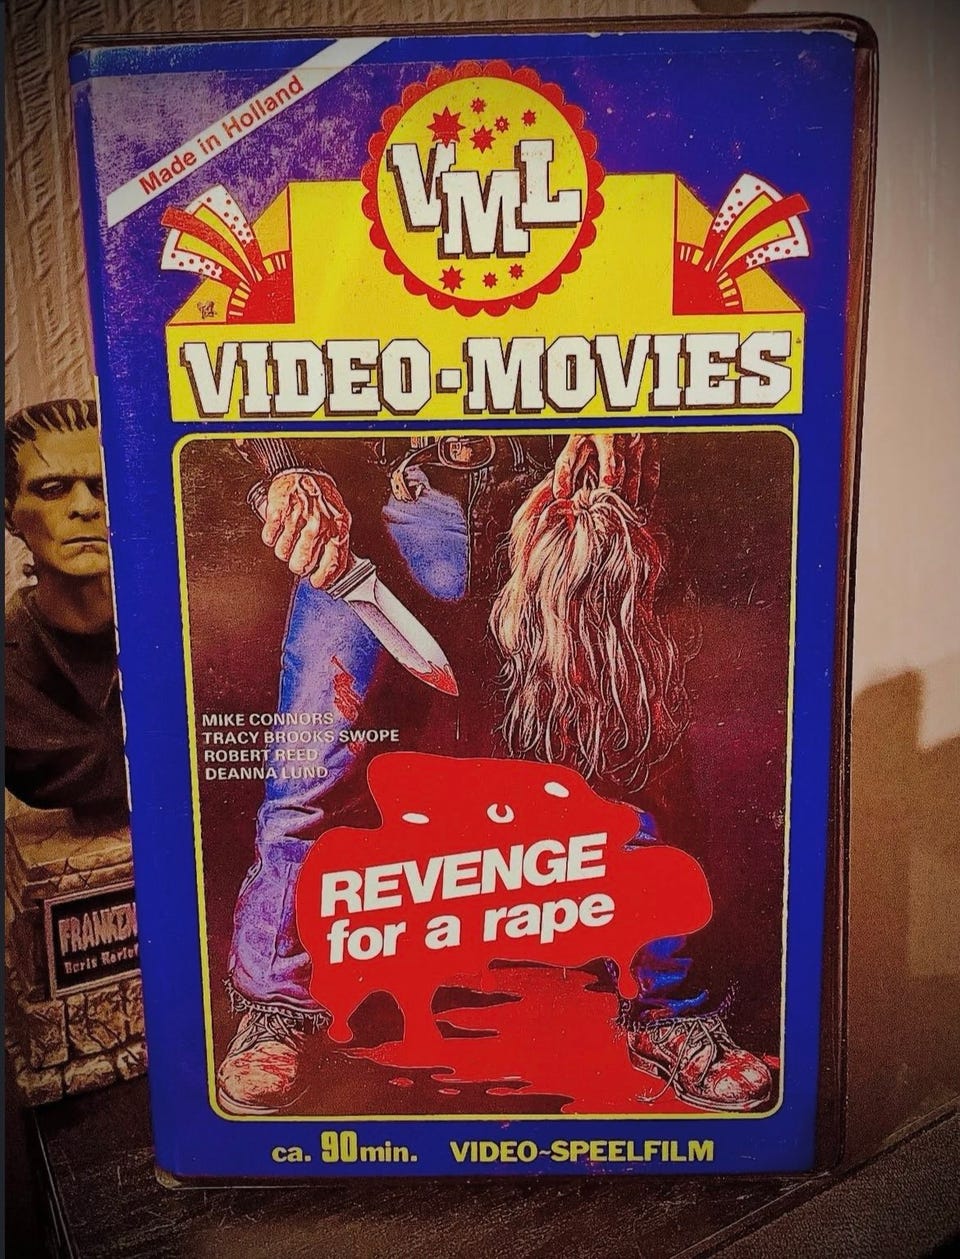 Made in Holland
VML
VIDEO-MOVIES
MIKE CONNORS
TRACY BROOKS SWOPE
ROBERT REED
DEANNA LUND
REVENGE
for a rape
FRANKEN
Boris Karlof
ca. 90min. VIDEO~SPEELFILM